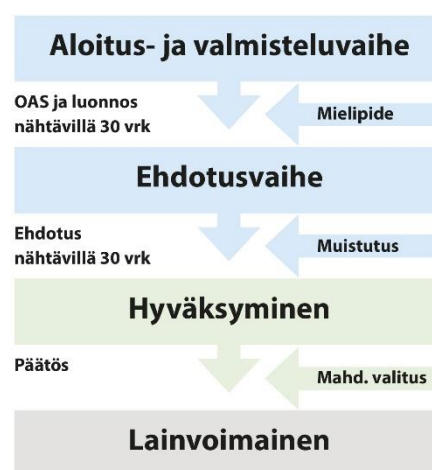 Aloitus- ja valmisteluvaihe
OAS ja luonnos
nähtävillä 30 vrk
Mielipide
Ehdotusvaihe
Ehdotus
nähtävillä 30 vrk
Muistutus
Hyväksyminen
Päätös
Mahd. valitus
Lainvoimainen